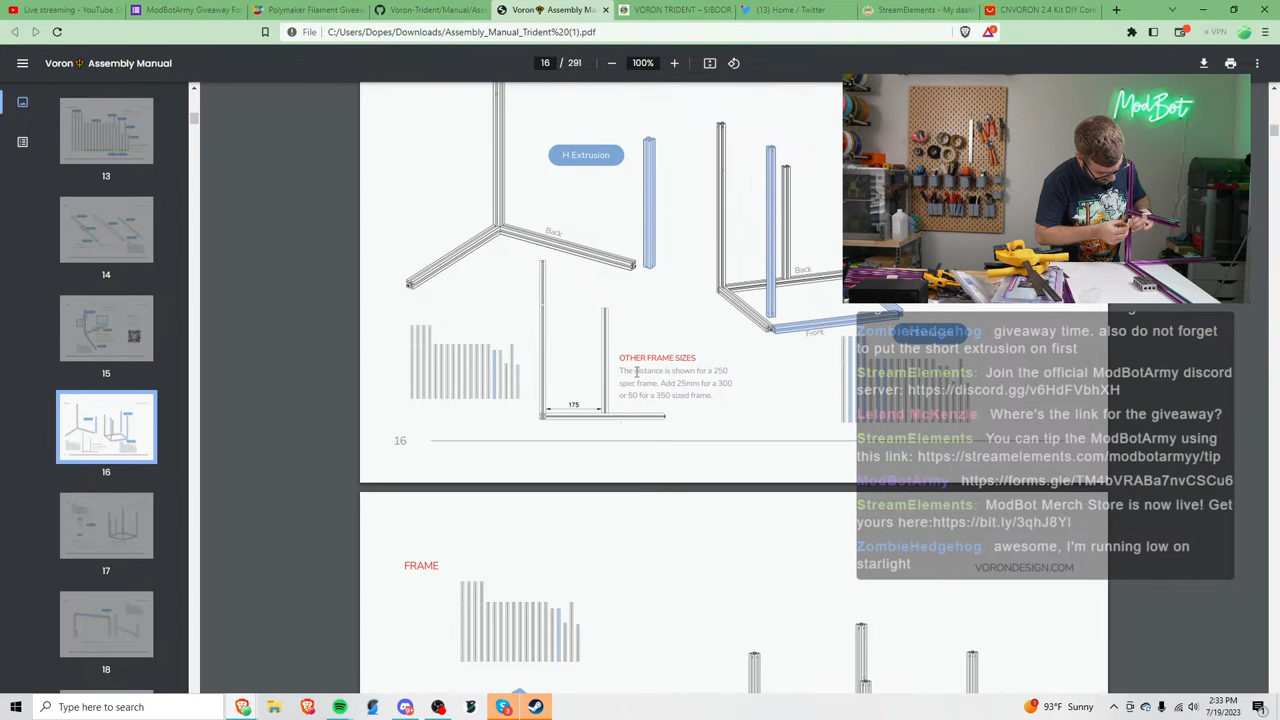 Live streaming - YouTube S
ModBotArmy Giveaway For
Polymaker Filament Giveaw
Voron-Trident/Manual/Asse
Voron Assembly Ma
VORON TRIDENT – SIBOOR
(13) Home / Twitter
StreamElements - My dash
CNVORON 2.4 Kit DIY Core
File C:/Users/Dopes/Downloads/Assembly_Manual_Trident%20(1).pdf
VPN
Voron Assembly Manual
16 / 291
100%
13
14
15
16
17
18
H Extrusion
Back
Back
Front
OTHER FRAME SIZES
The distance is shown for a 250
spec frame. Add 25mm for a 300
or 50 for a 350 sized frame.
175
16
FRAME
VORONDESIGN.COM
ModBot
ZombieHedgehog: giveaway time. also do not forget
to put the short extrusion on first
StreamElements: Join the official ModBotArmy discord
server: https://discord.gg/v6HdFVbhXH
Leland McKenzie: Where's the link for the giveaway?
StreamElements: You can tip the ModBotArmy using
this link: https://streamelements.com/modbotarmyy/tip
ModBotArmy: https://forms.gle/TM4bVRABa7nvCSCu6
StreamElements: ModBot Merch Store is now live! Get
yours here:https://bit.ly/3qhJ8YI
ZombieHedgehog: awesome, I'm running low on
starlight
Type here to search
93°F Sunny
2:33 PM
7/19/2023